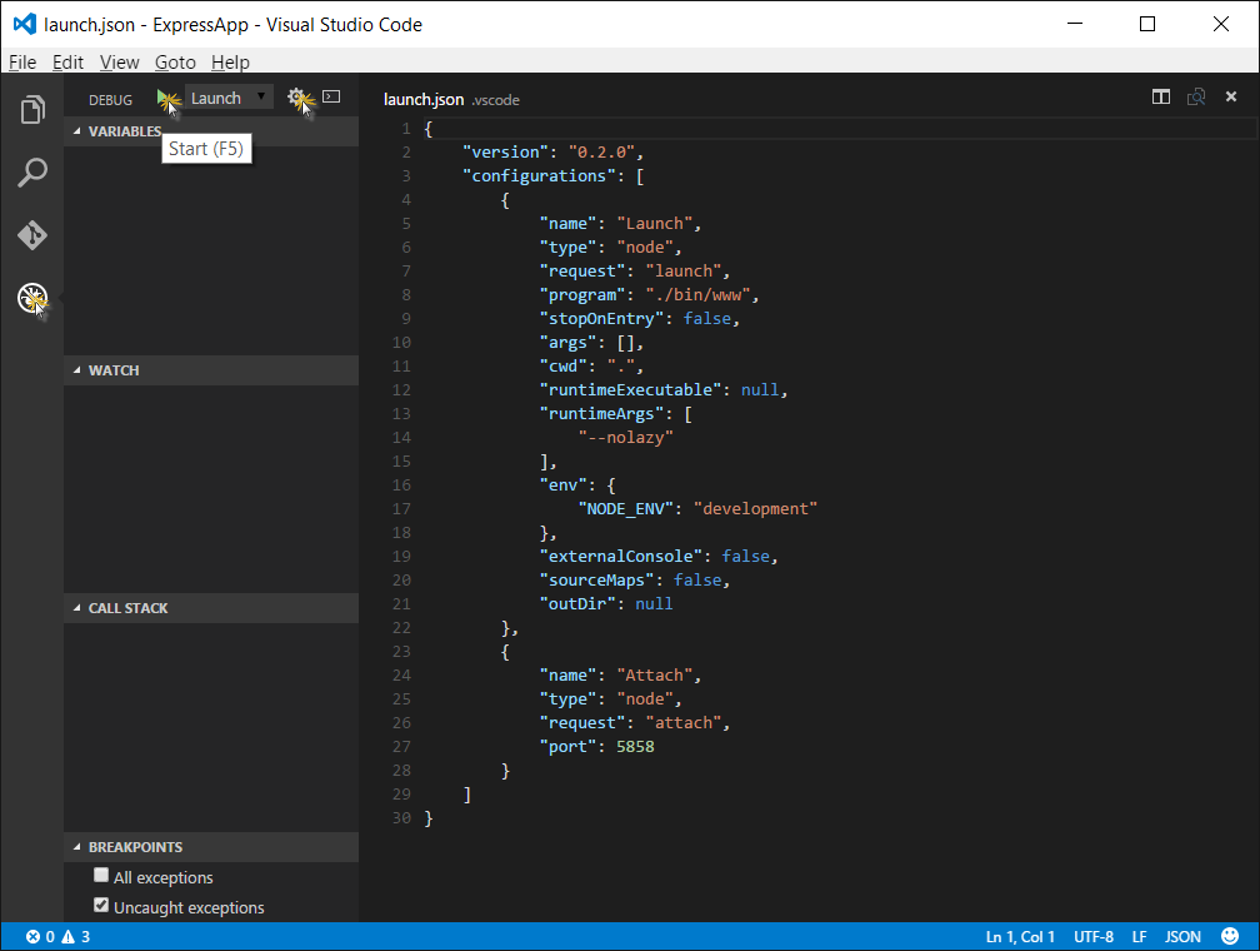 launch.json - ExpressApp - Visual Studio Code
File Edit View Goto Help
DEBUG Launch
launch.json .vscode
VARIABLES
Start (F5)
WATCH
CALL STACK
BREAKPOINTS
All exceptions
Uncaught exceptions
1 {
2 "version": "0.2.0",
3 "configurations": [
4 {
5 "name": "Launch",
6 "type": "node",
7 "request": "launch",
8 "program": "./bin/www",
9 "stopOnEntry": false,
10 "args": [],
11 "cwd": ".",
12 "runtimeExecutable": null,
13 "runtimeArgs": [
14 "--nolazy"
15 ],
16 "env": {
17 "NODE_ENV": "development"
18 },
19 "externalConsole": false,
20 "sourceMaps": false,
21 "outDir": null
22 },
23 {
24 "name": "Attach",
25 "type": "node",
26 "request": "attach",
27 "port": 5858
28 }
29 ]
30 }
0 3
Ln 1, Col 1 UTF-8 LF JSON